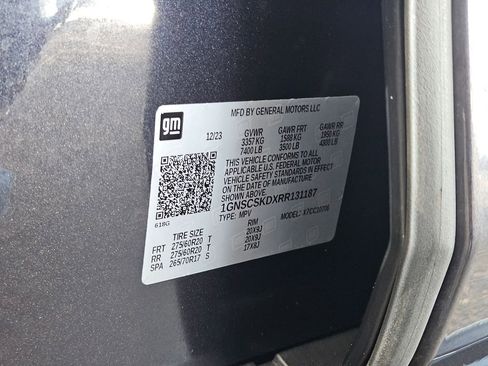 MFD BY GENERAL MOTORS LLC
gm
12/23 GVWR GAWR FRT GAWR RR
3357 KG 1588 KG 1950 KG
7400 LB 3500 LB 4300 LB
THIS VEHICLE CONFORMS TO ALL
APPLICABLE U.S. FEDERAL MOTOR
VEHICLE SAFETY STANDARDS IN
EFFECT ON THE DATE OF
MANUFACTURE SHOWN ABOVE.
1GNSCSKDXRR131187
618G
TYPE: MPV MODEL:
TIRE SIZE RIM
FRT 275/60R20 T 20X9J
RR 275/60R20 T 20X9J
SPA 265/70R17 S 17X8J